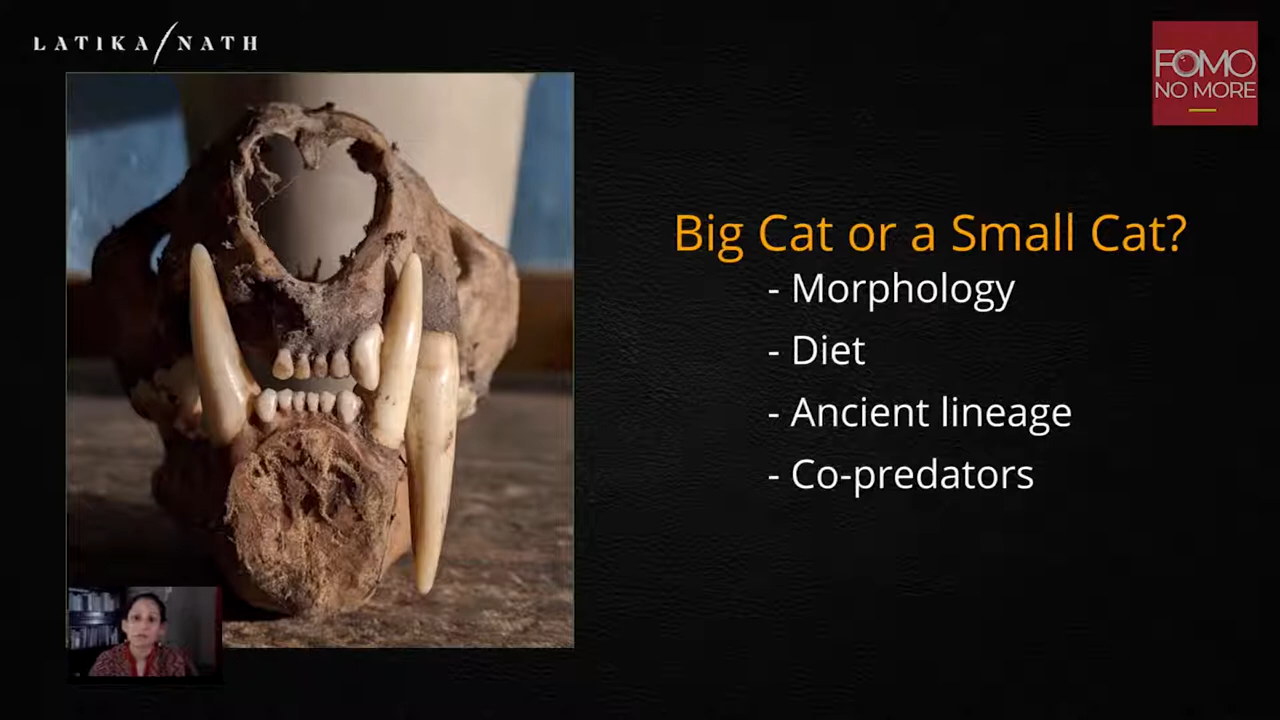 LATIKA/NATH
FOMO
NO MORE
Big Cat or a Small Cat?
- Morphology
- Diet
- Ancient lineage
- Co-predators